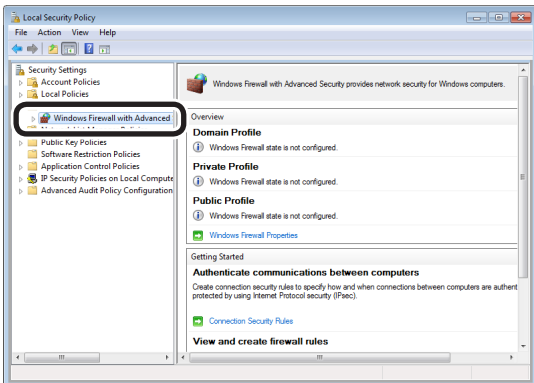 Local Security Policy
File Action View Help
Security Settings
Account Policies
Local Policies
Windows Firewall with Advanced
Public Key Policies
Software Restriction Policies
Application Control Policies
IP Security Policies on Local Compute
Advanced Audit Policy Configuration
Windows Firewall with Advanced Security provides network security for Windows computers.
Overview
Domain Profile
Windows Firewall state is not configured.
Private Profile
Windows Firewall state is not configured.
Public Profile
Windows Firewall state is not configured.
Windows Firewall Properties
Getting Started
Authenticate communications between computers
Create connection security rules to specify how and when connections between computers are authent
protected by using Internet Protocol security (IPsec).
Connection Security Rules
View and create firewall rules